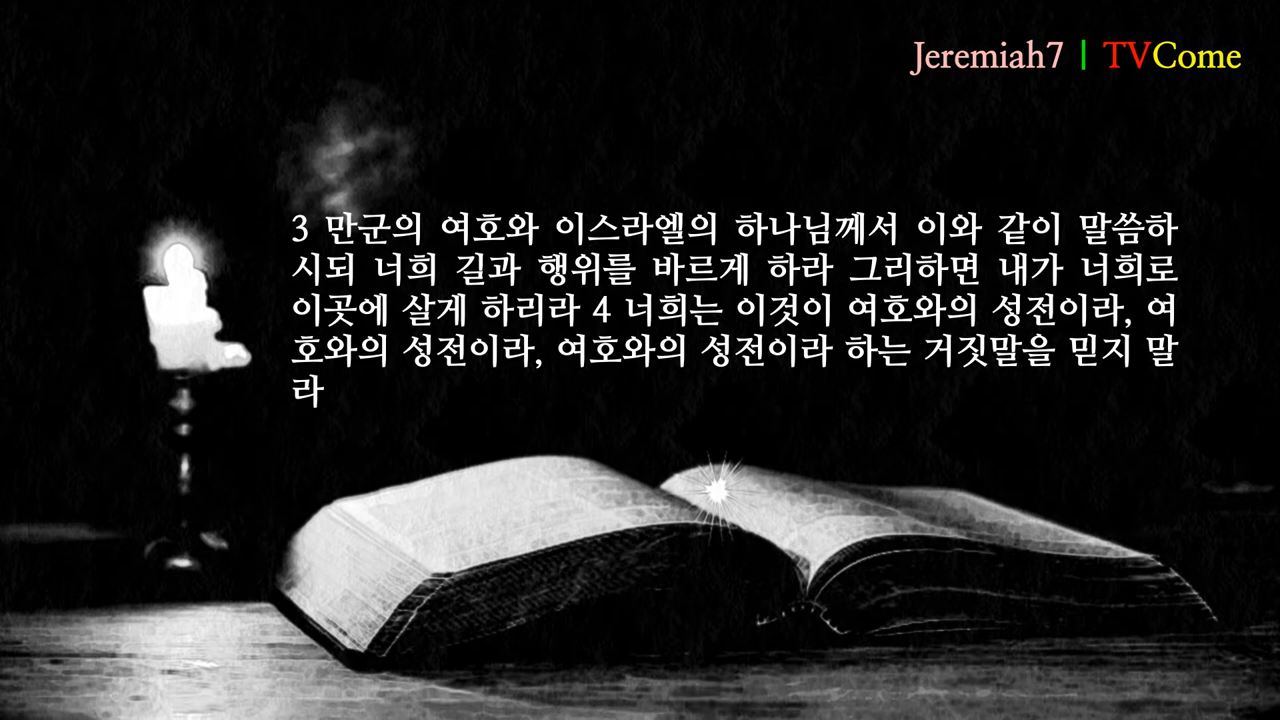 Jeremiah7 | TVCome
3 만군의 여호와 이스라엘의 하나님께서 이와 같이 말씀하
시되 너희 길과 행위를 바르게 하라 그리하면 내가 너희로
이곳에 살게 하리라 4 너희는 이것이 여호와의 성전이라, 여
호와의 성전이라, 여호와의 성전이라 하는 거짓말을 믿지 말
라